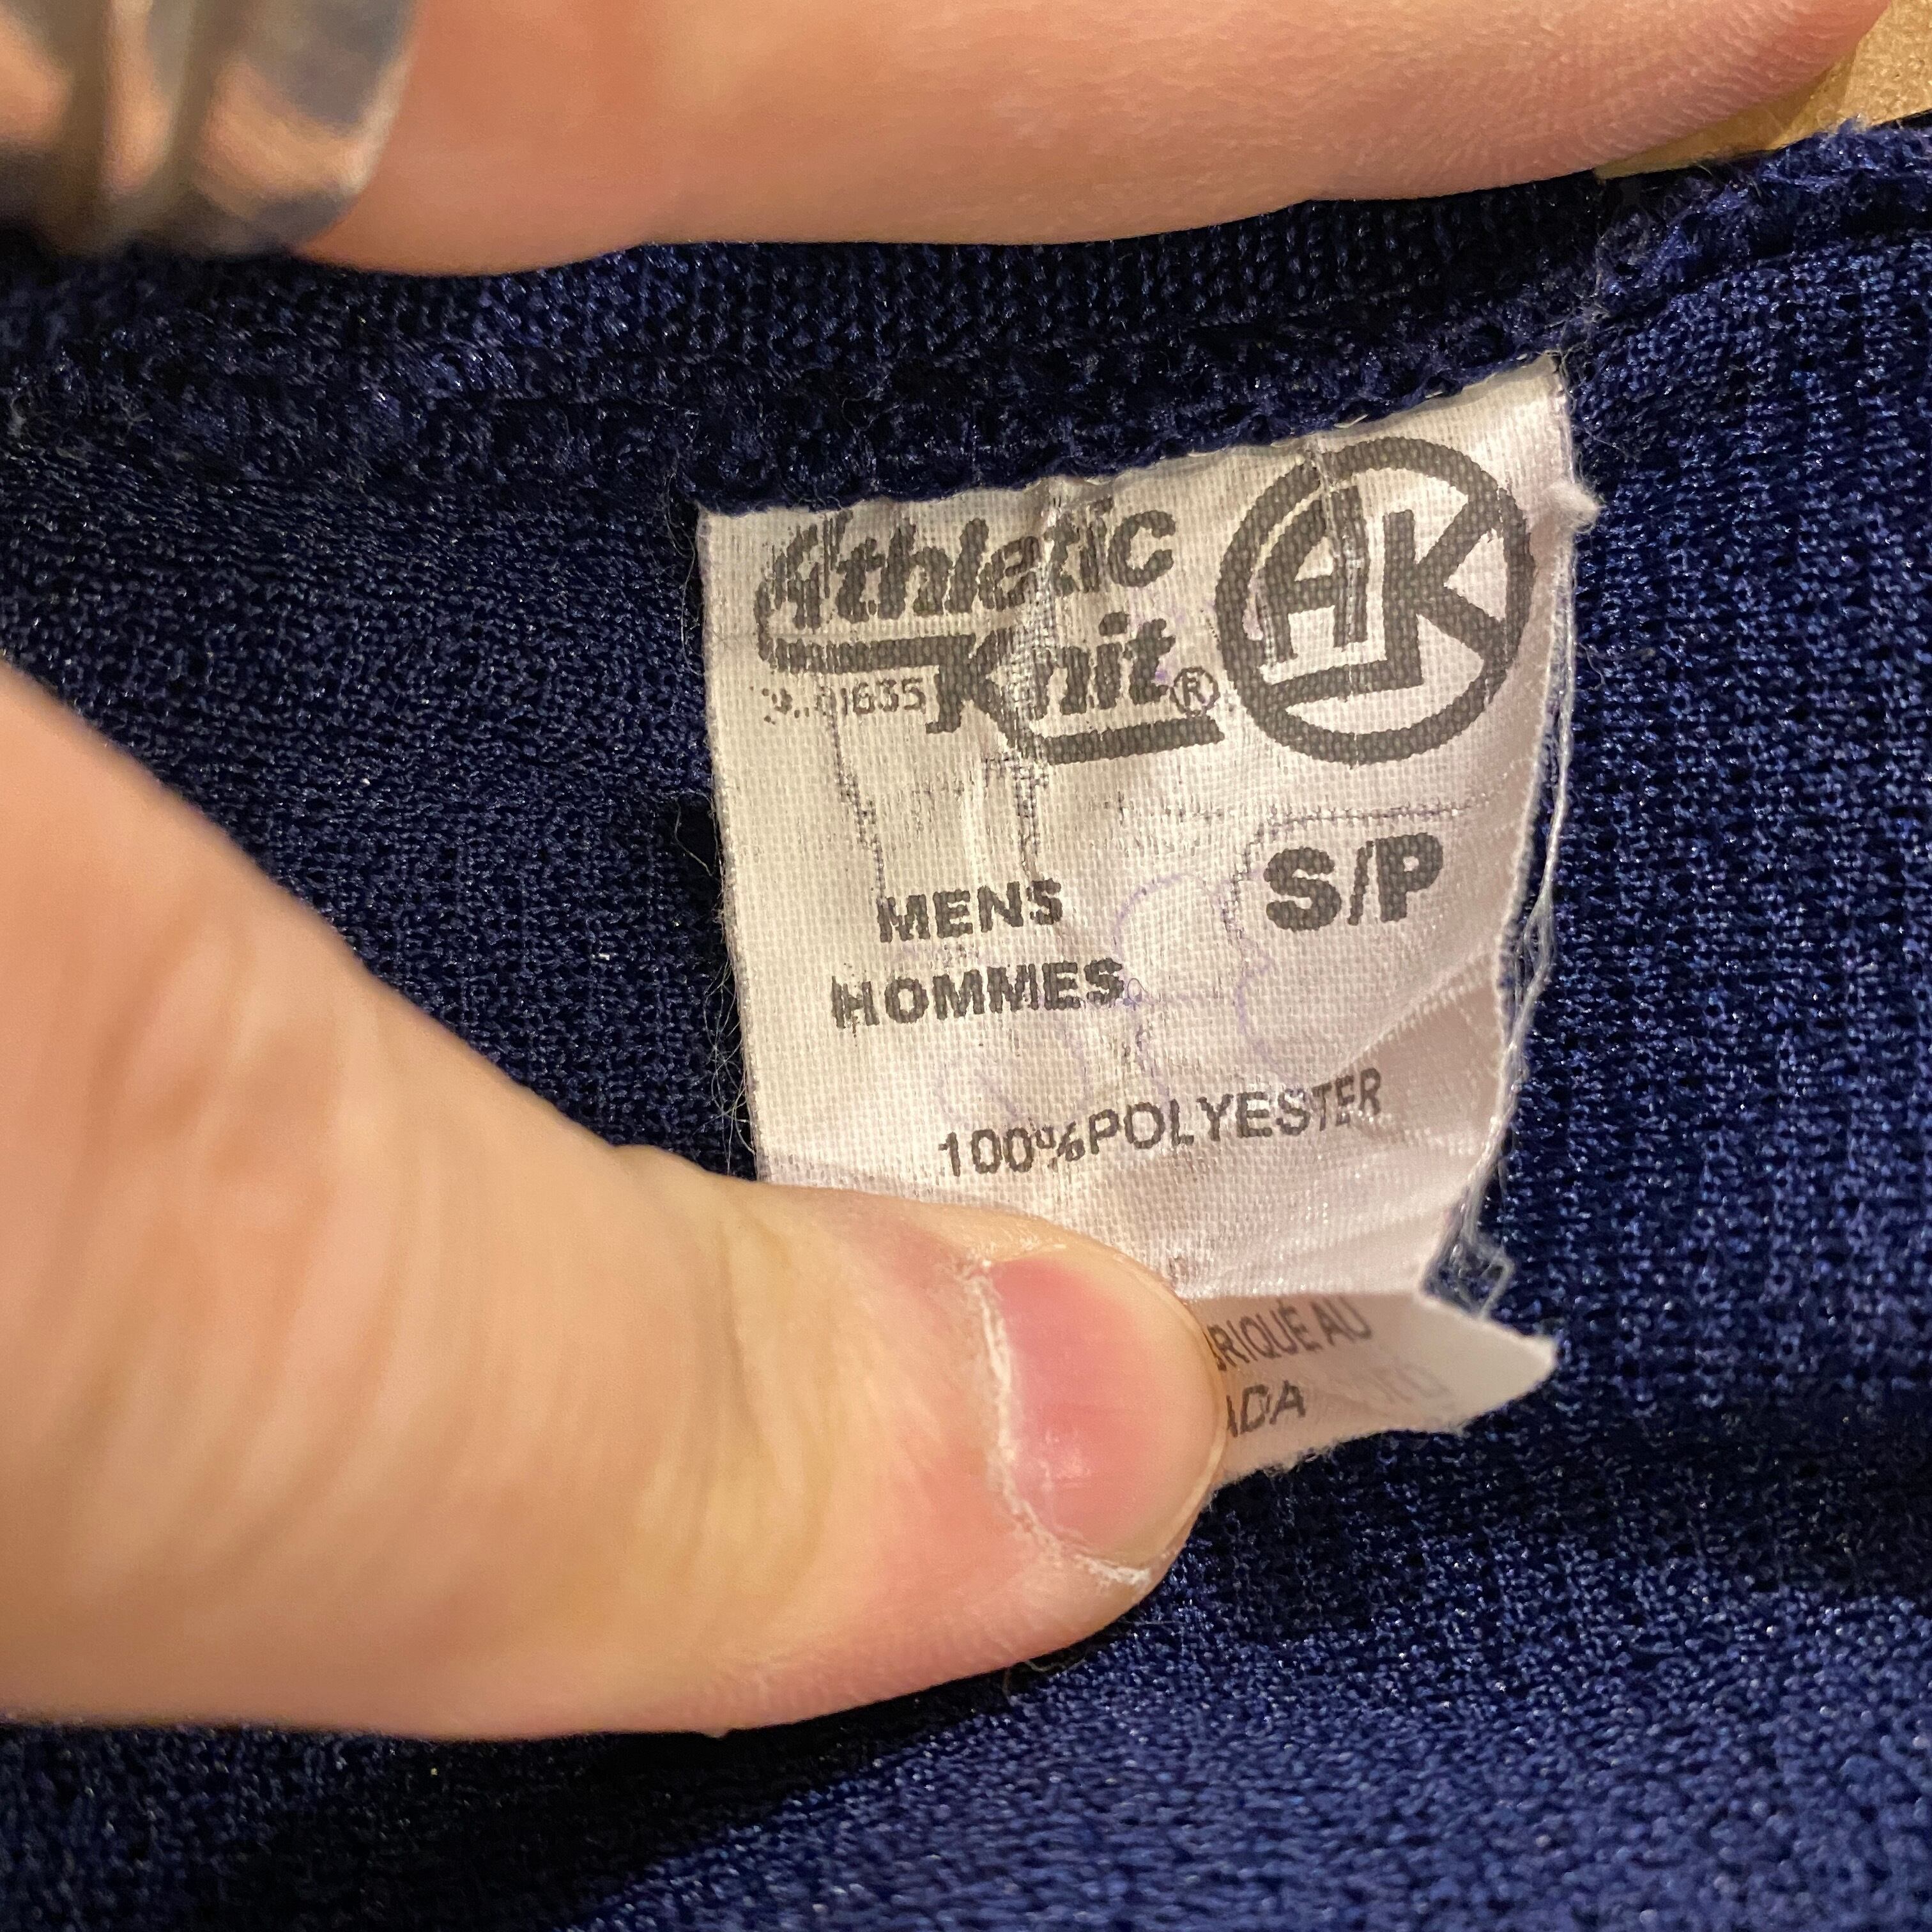 Athletic AK
Knit®
S/P
MENS
HOMMES
100%POLYESTER
RIQUÉ AU
ADA